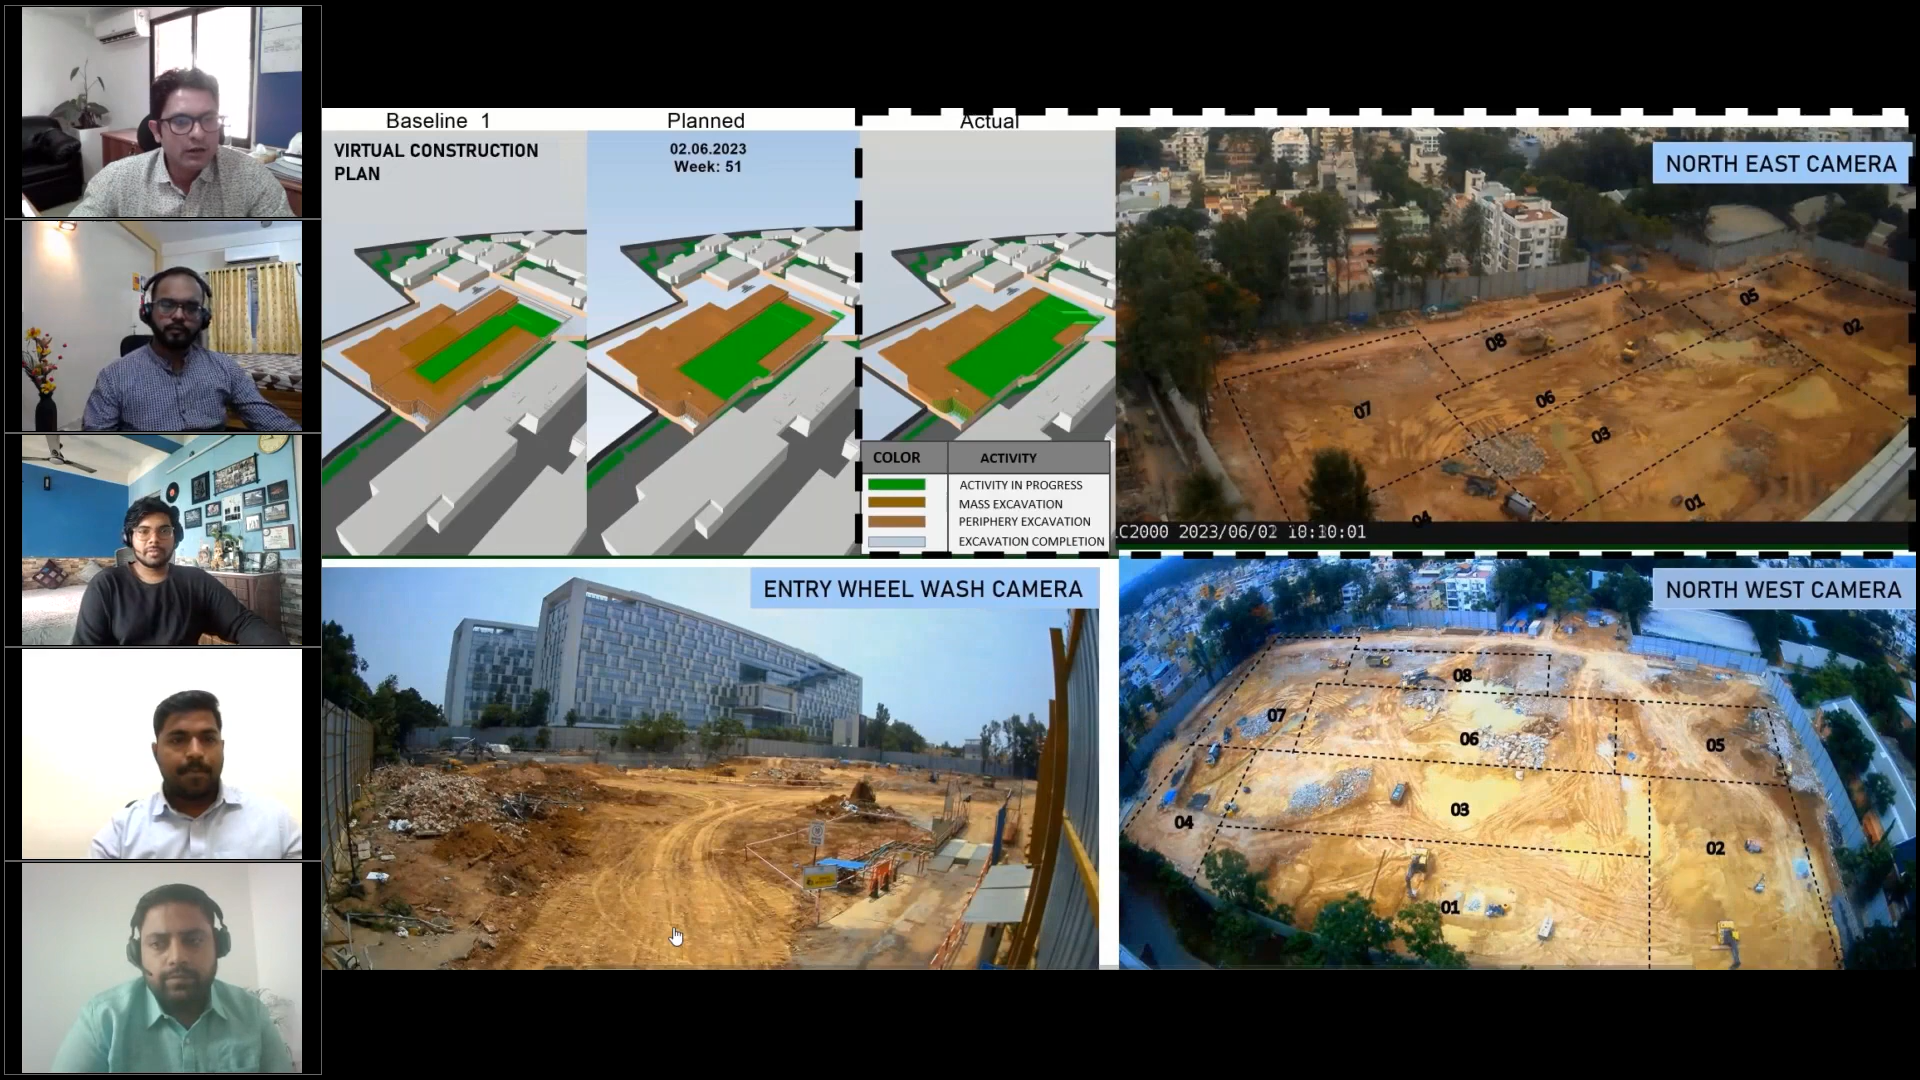 Baseline 1
Planned
Actual
VIRTUAL CONSTRUCTION
PLAN
02.06.2023
Week: 51
NORTH EAST CAMERA
08
05
02
07
06
03
01
04
COLOR ACTIVITY
ACTIVITY IN PROGRESS
MASS EXCAVATION
PERIPHERY EXCAVATION
EXCAVATION COMPLETION
C2000 2023/06/02 10:10:01
ENTRY WHEEL WASH CAMERA
NORTH WEST CAMERA
08
07
06
05
03
04
02
01